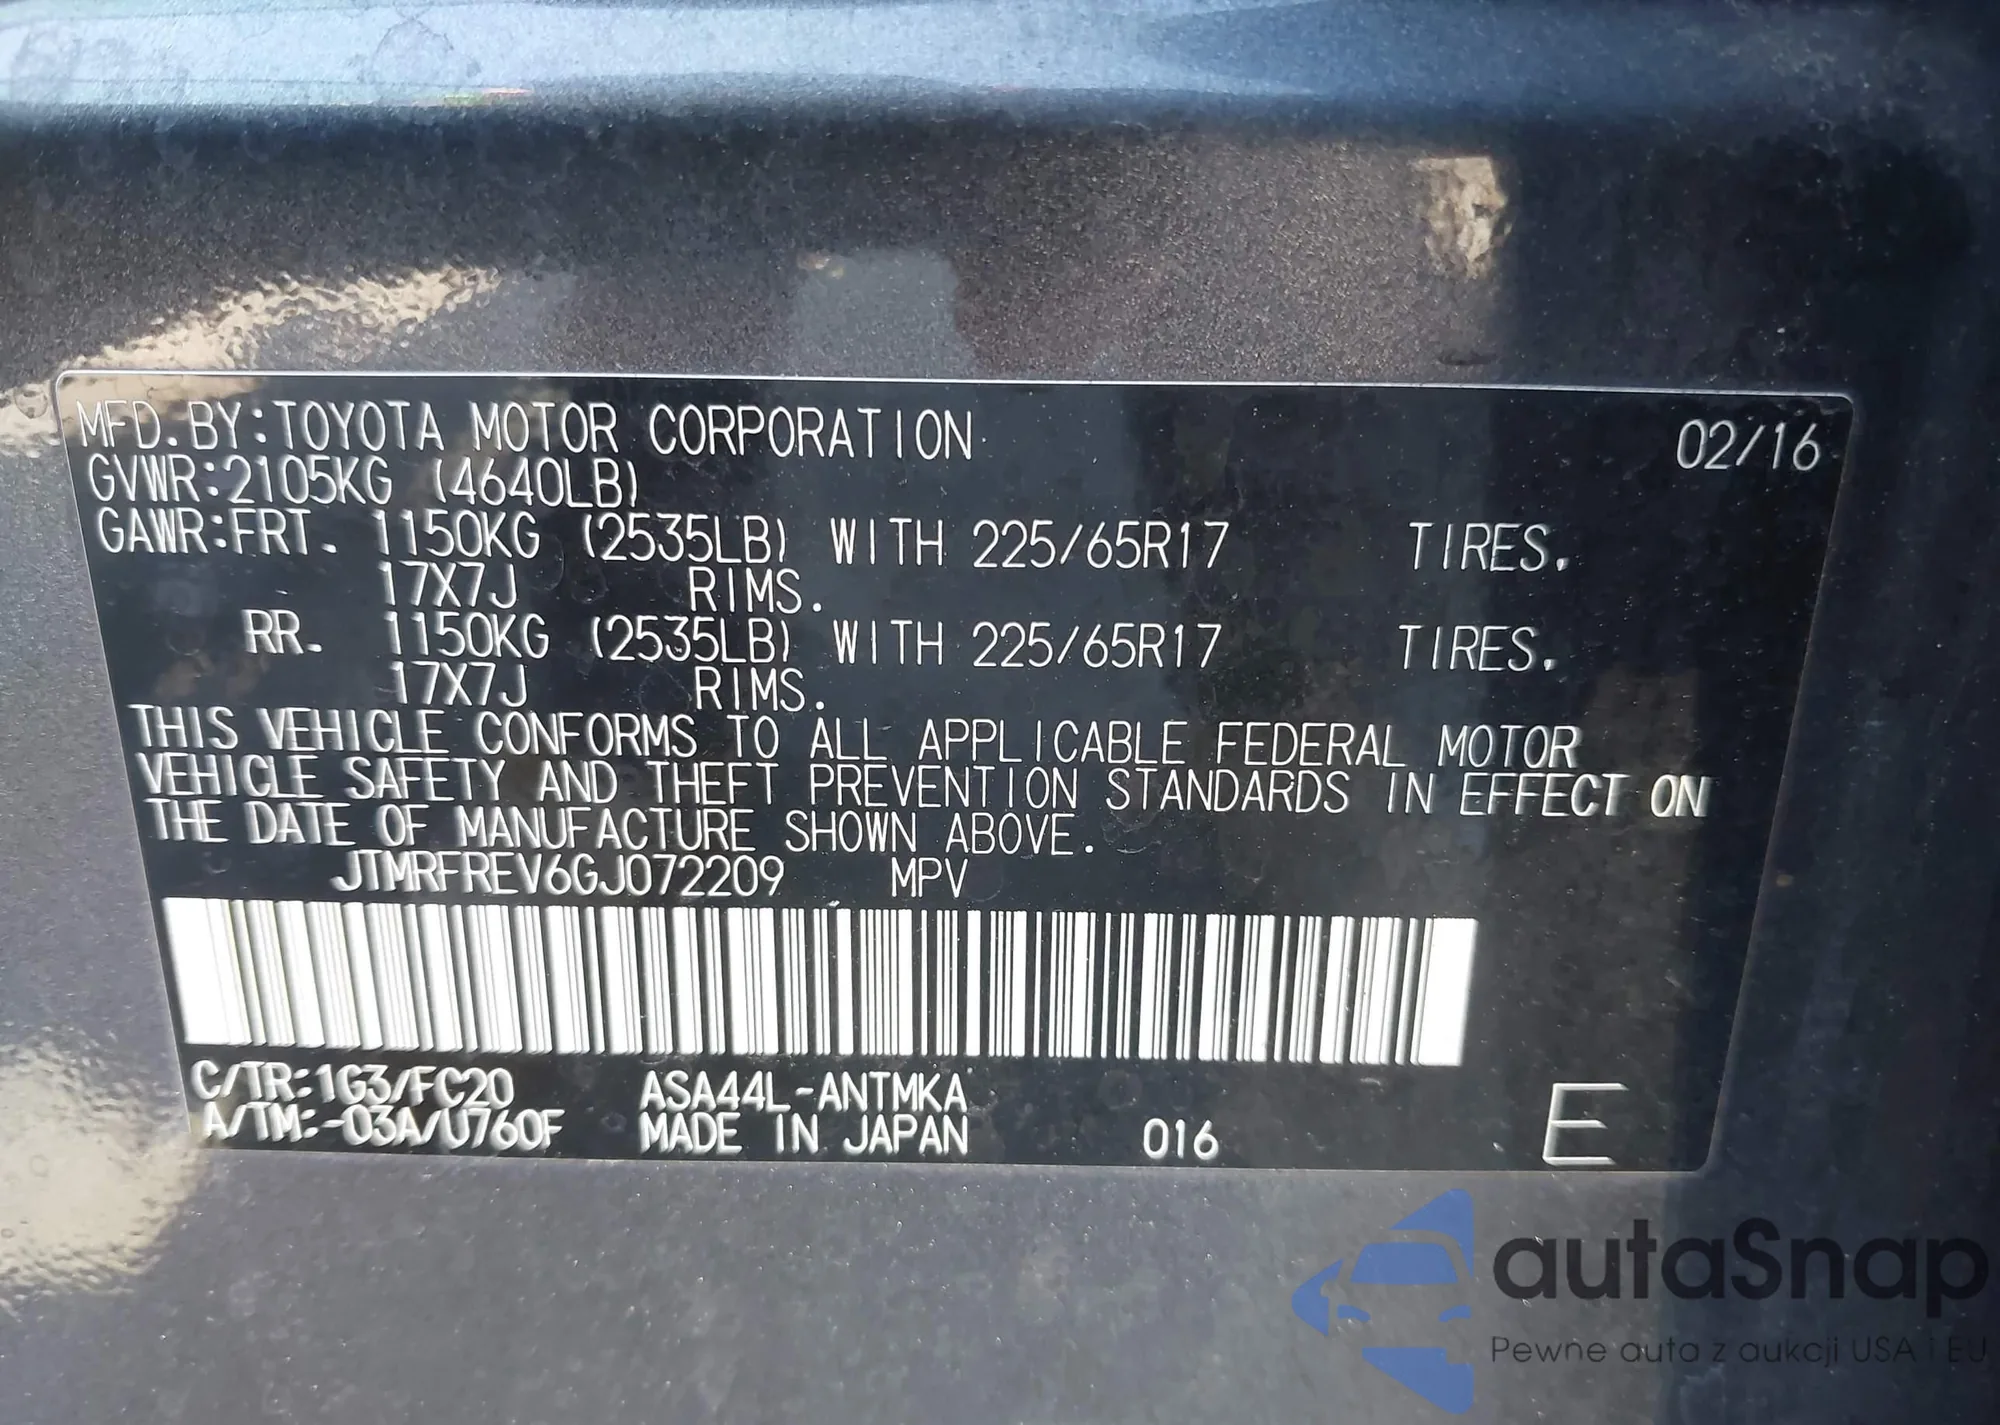 MFD.BY:TOYOTA MOTOR CORPORATION 02/16
GVWR:2105KG (4640LB)
GAWR:FRT. 1150KG (2535LB) WITH 225/65R17 TIRES.
17X7J RIMS.
RR. 1150KG (2535LB) WITH 225/65R17 TIRES.
17X7J RIMS.
THIS VEHICLE CONFORMS TO ALL APPLICABLE FEDERAL MOTOR
VEHICLE SAFETY AND THEFT PREVENTION STANDARDS IN EFFECT ON
THE DATE OF MANUFACTURE SHOWN ABOVE.
JTMRFREV6GJ072209 MPV
C/TR:1G3/FC20 ASA44L-ANTMKA
A/TM:-03A/U760F MADE IN JAPAN 016 E
autaSnap
Pewne auta z aukcji USA i EU